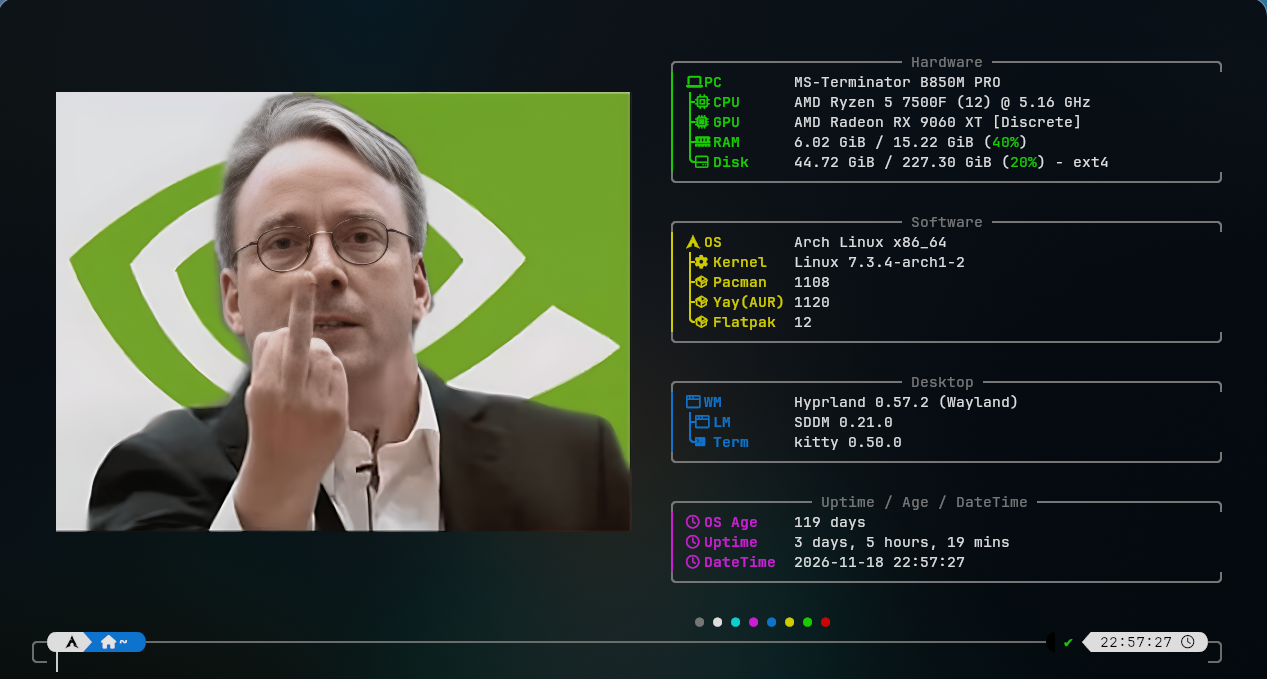 Hardware
PC MS-Terminator B850M PRO
CPU AMD Ryzen 5 7500F (12) @ 5.16 GHz
GPU AMD Radeon RX 9060 XT [Discrete]
RAM 6.02 GiB / 15.22 GiB (40%)
Disk 44.72 GiB / 227.30 GiB (20%) - ext4
Software
OS Arch Linux x86_64
Kernel Linux 7.3.4-arch1-2
Pacman 1108
Yay(AUR) 1120
Flatpak 12
Desktop
WM Hyprland 0.57.2 (Wayland)
LM SDDM 0.21.0
Term kitty 0.50.0
Uptime / Age / DateTime
OS Age 119 days
Uptime 3 days, 5 hours, 19 mins
DateTime 2026-11-18 22:57:27
~ ✔ 22:57:27